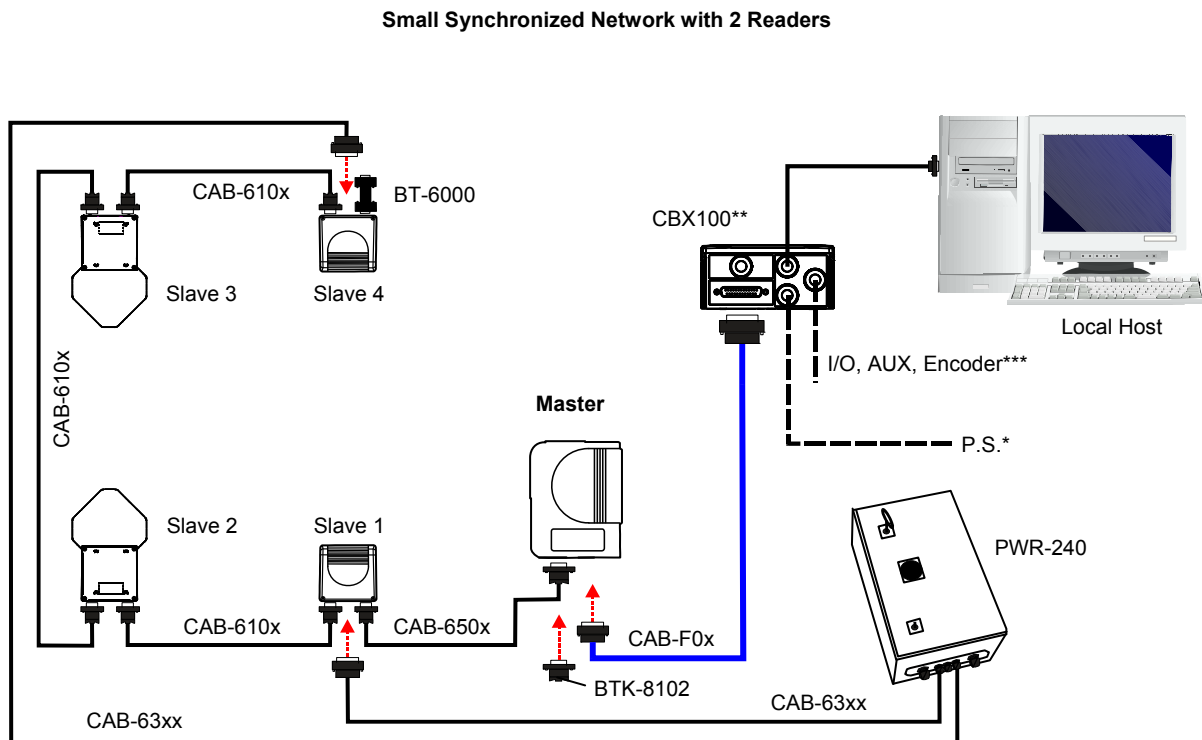 Small Synchronized Network with 2 Readers
CAB-610x
BT-6000
CBX100**
Slave 3
Slave 4
Local Host
I/O, AUX, Encoder***
CAB-610x
Master
P.S.*
Slave 2
Slave 1
PWR-240
CAB-610x
CAB-650x
CAB-F0x
BTK-8102
CAB-63xx
CAB-63xx